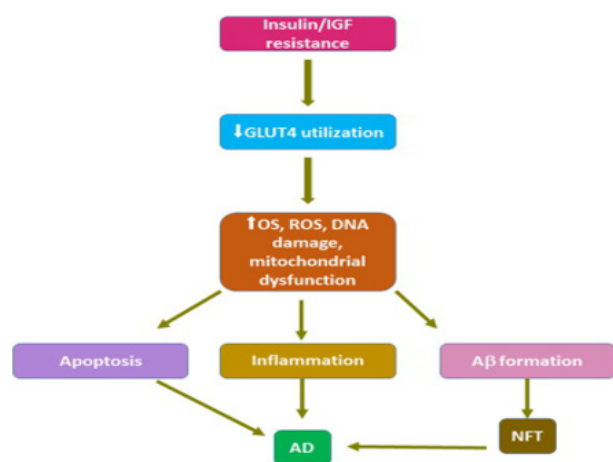 Insulin/IGF
resistance
⬇GLUT4 utilization
⬆OS, ROS, DNA
damage,
mitochondrial
dysfunction
Apoptosis
Inflammation
Aβ formation
AD
NFT